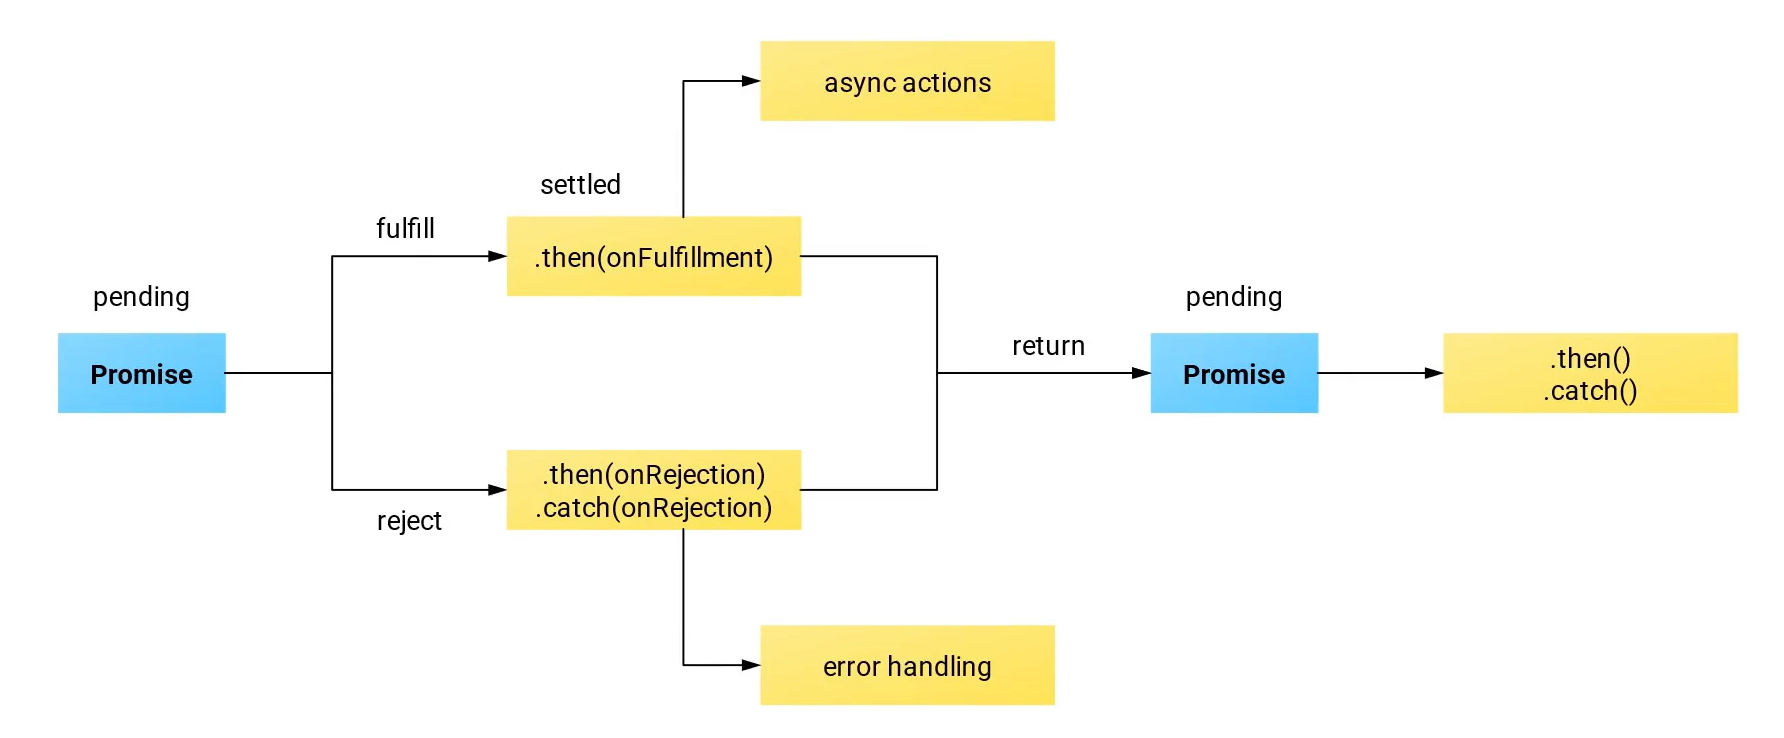 async actions
settled
fulfill
.then(onFulfillment)
pending
Promise
return
pending
Promise
.then()
.catch()
.then(onRejection)
.catch(onRejection)
reject
error handling